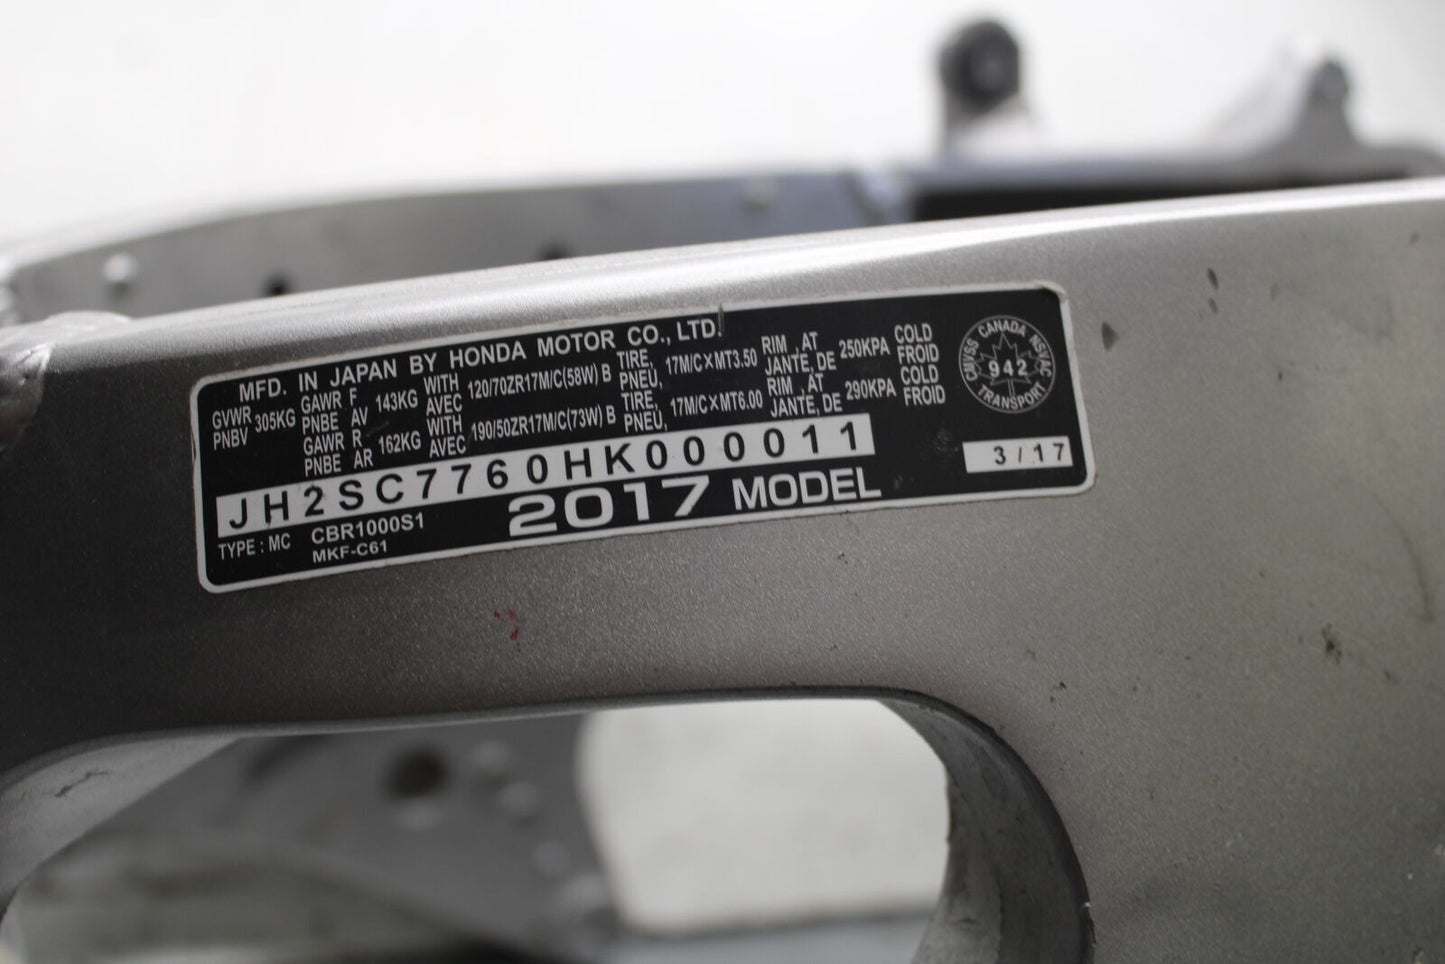 MFD. IN JAPAN BY HONDA MOTOR CO., LTD.
GVWR PNBV 305KG
GAWR F PNBE AV 143KG WITH AVEC 120/70ZR17M/C(58W) B TIRE, PNEU, 17M/C×MT3.50 RIM , AT JANTE, DE 250KPA COLD FROID
GAWR R PNBE AR 162KG WITH AVEC 190/50ZR17M/C(73W) B TIRE, PNEU, 17M/C×MT6.00 RIM , AT JANTE, DE 290KPA COLD FROID
JH2SC7760HK000011
3/17
TYPE : MC CBR1000S1
MKF-C61
2017 MODEL
CANADA
CMVSS 942 NSVAC
TRANSPORT